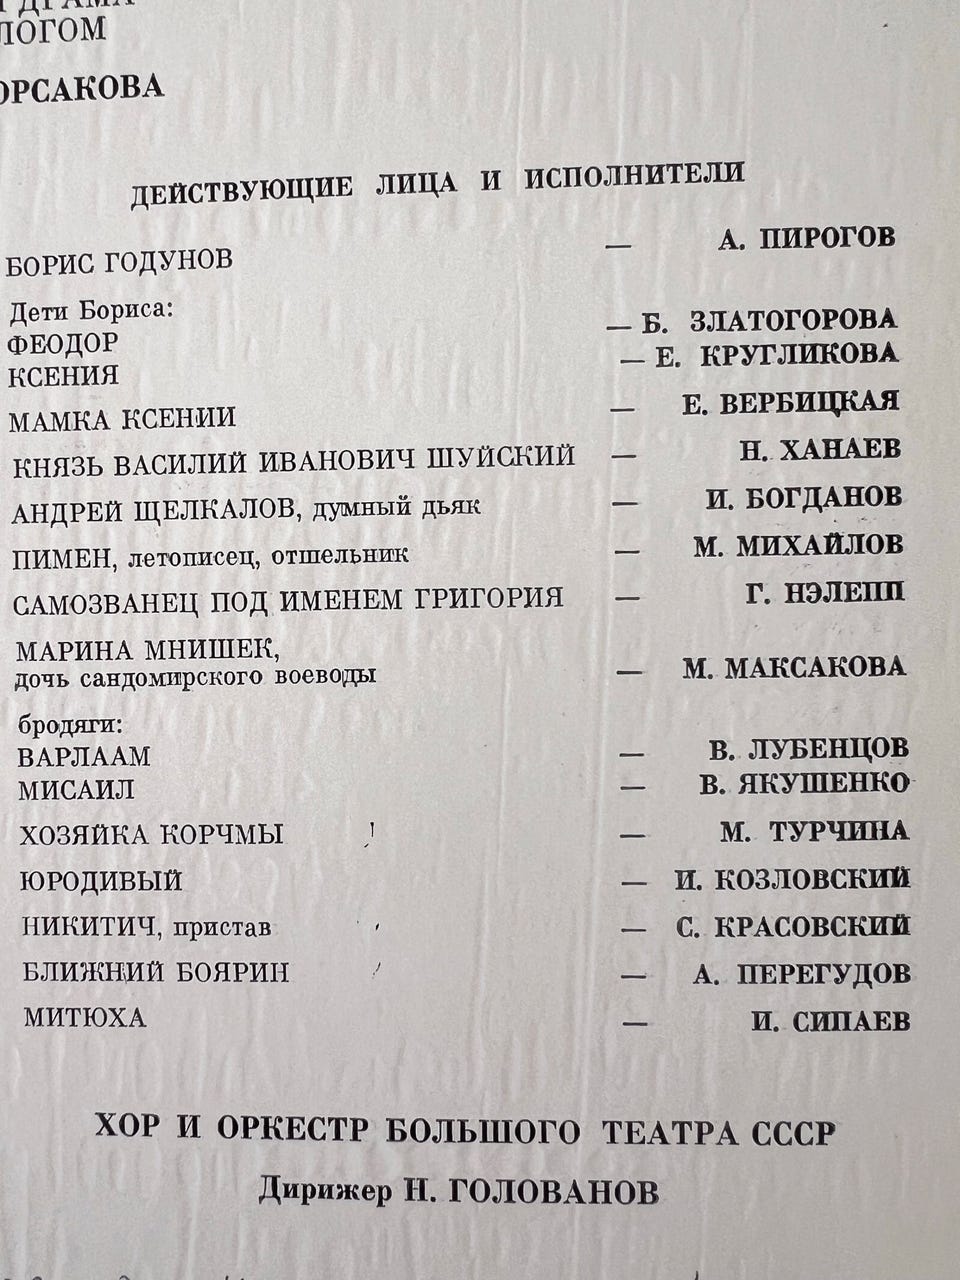 ДЕЙСТВУЮЩИЕ ЛИЦА И ИСПОЛНИТЕЛИ
БОРИС ГОДУНОВ — А. ПИРОГОВ
Дети Бориса:
ФЕОДОР — Б. ЗЛАТОГОРОВА
КСЕНИЯ — Е. КРУГЛИКОВА
МАМКА КСЕНИИ — Е. ВЕРБИЦКАЯ
КНЯЗЬ ВАСИЛИЙ ИВАНОВИЧ ШУЙСКИЙ — Н. ХАНАЕВ
АНДРЕЙ ЩЕЛКАЛОВ, думный дьяк — И. БОГДАНОВ
ПИМЕН, летописец, отшельник — М. МИХАЙЛОВ
САМОЗВАНЕЦ ПОД ИМЕНЕМ ГРИГОРИЯ — Г. НЭЛЕПП
МАРИНА МНИШЕК,
дочь сандомирского воеводы — М. МАКСАКОВА
бродяги:
ВАРЛААМ — В. ЛУБЕНЦОВ
МИСАИЛ — В. ЯКУШЕНКО
ХОЗЯЙКА КОРЧМЫ — М. ТУРЧИНА
ЮРОДИВЫЙ — И. КОЗЛОВСКИЙ
НИКИТИЧ, пристав — С. КРАСОВСКИЙ
БЛИЖНИЙ БОЯРИН — А. ПЕРЕГУДОВ
МИТЮХА — И. СИПАЕВ
ХОР И ОРКЕСТР БОЛЬШОГО ТЕАТРА СССР
Дирижер Н. ГОЛОВАНОВ